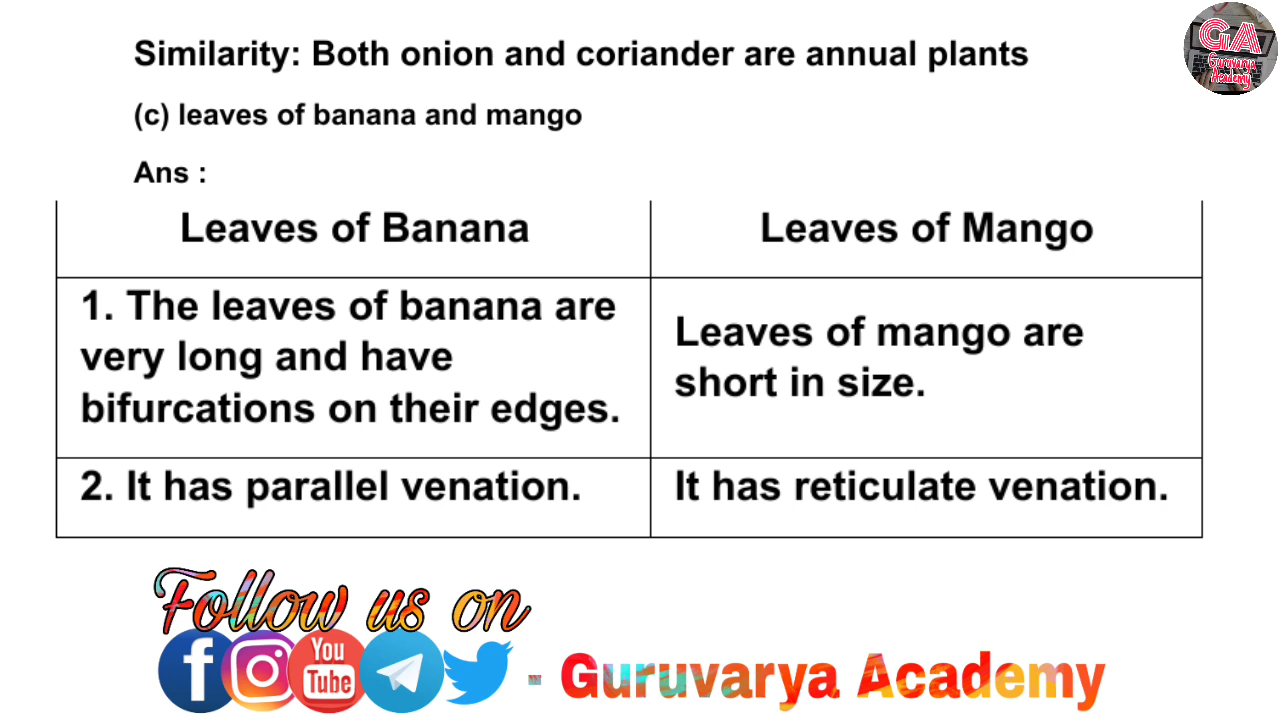 Similarity: Both onion and coriander are annual plants
GA
Guruvarya
Academy
(c) leaves of banana and mango
Ans :
Leaves of Banana
Leaves of Mango
1. The leaves of banana are
very long and have
bifurcations on their edges.
Leaves of mango are
short in size.
2. It has parallel venation.
It has reticulate venation.
Follow us on
f
You
Tube
- Guruvarya Academy